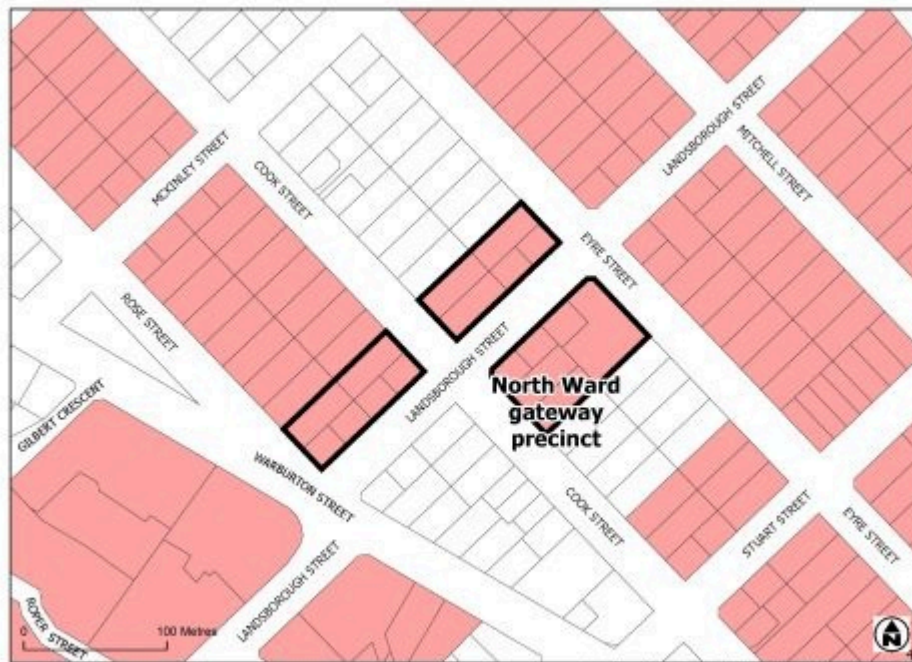 LANDSBOROUGH STREET
MITCHELL STREET
MCKINLEY STREET
COOK STREET
EYRE STREET
ROSE STREET
LANDSBOROUGH STREET
North Ward
gateway
precinct
GILBERT CRESCENT
WARBURTON STREET
COOK STREET
STUART STREET
EYRE STREET
LANDSBOROUGH STREET
ROPER STREET
0 100 Metres
N